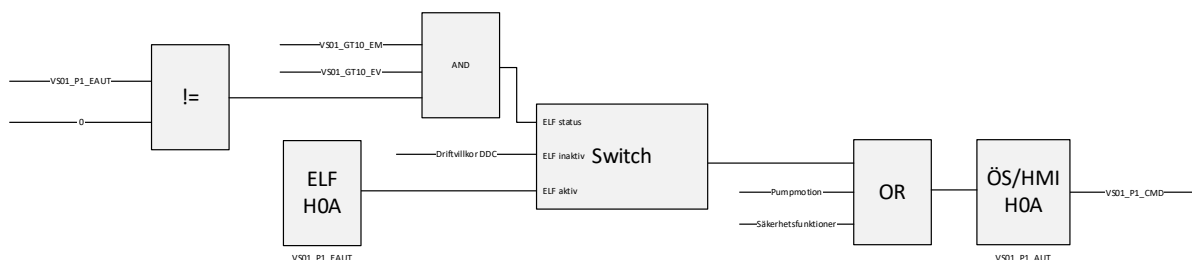 VS01_GT10_EM
VS01_GT10_EV
AND
VS01_P1_EAUT
0
!=
ELF status
ELF inaktiv
ELF aktiv
Switch
Driftvillkor DDC
ELF
H0A
VS01_P1_EAUT
Pumpmotion
Säkerhetsfunktioner
OR
ÖS/HMI
H0A
VS01_P1_AUT
VS01_P1_CMD